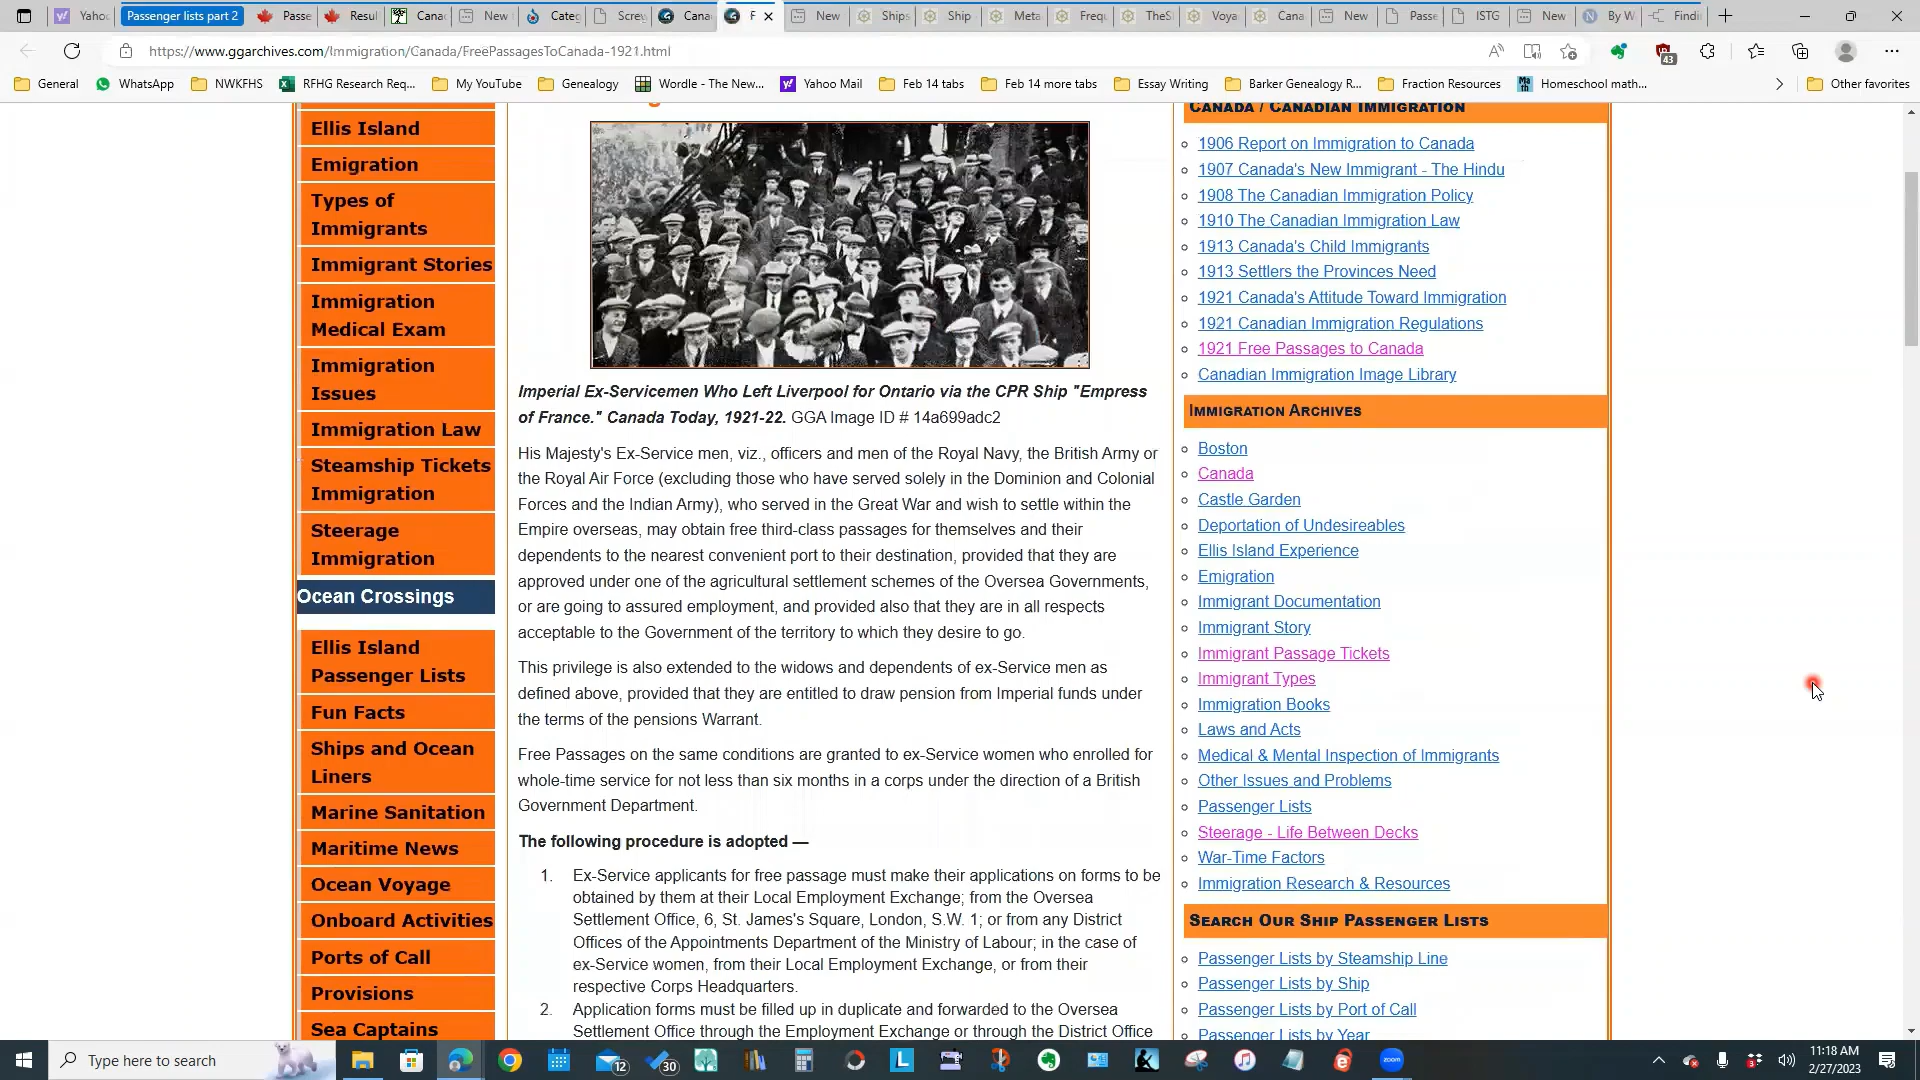 Yahoo
Passenger lists part 2
Passe
Resul
Canac
New
Categ
Screv
Cana
F
New
Ships
Ship
Meta
Frequ
TheSl
Voya
Cana
New
Passe
ISTG
New
By W
Findi
https://www.ggarchives.com/Immigration/Canada/FreePassagesToCanada-1921.html
43
General
WhatsApp
NWKFHS
RFHG Research Req...
My YouTube
Genealogy
Wordle - The New...
Yahoo Mail
Feb 14 tabs
Feb 14 more tabs
Essay Writing
Barker Genealogy R...
Fraction Resources
Homeschool math...
Other favorites
Ellis Island
Emigration
Types of
Immigrants
Immigrant Stories
Immigration
Medical Exam
Immigration
Issues
Immigration Law
Steamship Tickets
Immigration
Steerage
Immigration
Ocean Crossings
Ellis Island
Passenger Lists
Fun Facts
Ships and Ocean
Liners
Marine Sanitation
Maritime News
Ocean Voyage
Onboard Activities
Ports of Call
Provisions
Sea Captains
Imperial Ex-Servicemen Who Left Liverpool for Ontario via the CPR Ship "Empress
of France." Canada Today, 1921-22. GGA Image ID # 14a699adc2
His Majesty's Ex-Service men, viz., officers and men of the Royal Navy, the British Army or
the Royal Air Force (excluding those who have served solely in the Dominion and Colonial
Forces and the Indian Army), who served in the Great War and wish to settle within the
Empire overseas, may obtain free third-class passages for themselves and their
dependents to the nearest convenient port to their destination, provided that they are
approved under one of the agricultural settlement schemes of the Oversea Governments,
or are going to assured employment, and provided also that they are in all respects
acceptable to the Government of the territory to which they desire to go.
This privilege is also extended to the widows and dependents of ex-Service men as
defined above, provided that they are entitled to draw pension from Imperial funds under
the terms of the pensions Warrant.
Free Passages on the same conditions are granted to ex-Service women who enrolled for
whole-time service for not less than six months in a corps under the direction of a British
Government Department.
The following procedure is adopted —
1. Ex-Service applicants for free passage must make their applications on forms to be
obtained by them at their Local Employment Exchange; from the Oversea
Settlement Office, 6, St. James's Square, London, S.W. 1; or from any District
Offices of the Appointments Department of the Ministry of Labour; in the case of
ex-Service women, from their Local Employment Exchange, or from their
respective Corps Headquarters.
2. Application forms must be filled up in duplicate and forwarded to the Oversea
Settlement Office through the Employment Exchange or through the District Office
Canada / Canadian Immigration
1906 Report on Immigration to Canada
1907 Canada's New Immigrant - The Hindu
1908 The Canadian Immigration Policy
1910 The Canadian Immigration Law
1913 Canada's Child Immigrants
1913 Settlers the Provinces Need
1921 Canada's Attitude Toward Immigration
1921 Canadian Immigration Regulations
1921 Free Passages to Canada
Canadian Immigration Image Library
Immigration Archives
Boston
Canada
Castle Garden
Deportation of Undesireables
Ellis Island Experience
Emigration
Immigrant Documentation
Immigrant Story
Immigrant Passage Tickets
Immigrant Types
Immigration Books
Laws and Acts
Medical & Mental Inspection of Immigrants
Other Issues and Problems
Passenger Lists
Steerage - Life Between Decks
War-Time Factors
Immigration Research & Resources
Search Our Ship Passenger Lists
Passenger Lists by Steamship Line
Passenger Lists by Ship
Passenger Lists by Port of Call
Passenger Lists by Year
Type here to search
12
30
L
zoom
11:18 AM
2/27/2023